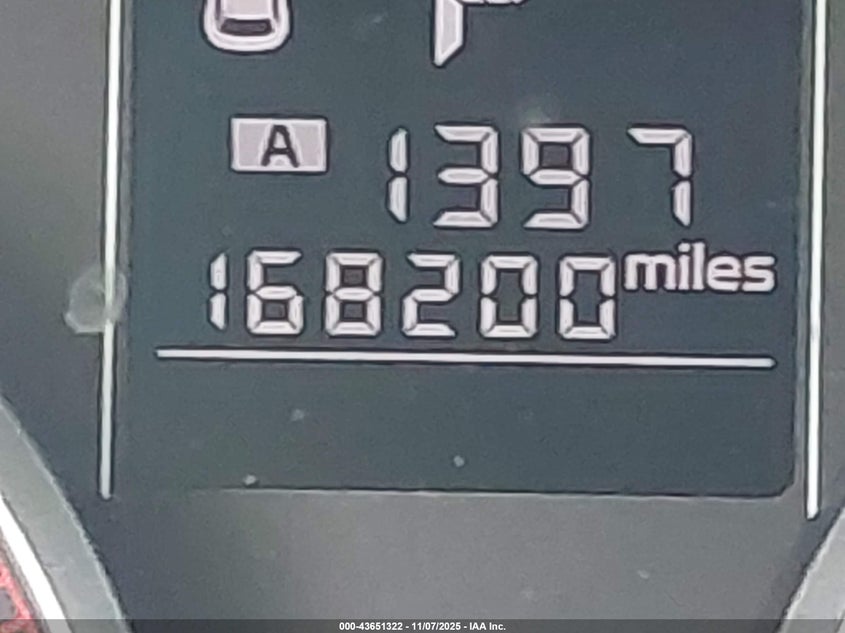 A 1397
168200 miles
000-43651322 - 11/07/2025 - IAA Inc.